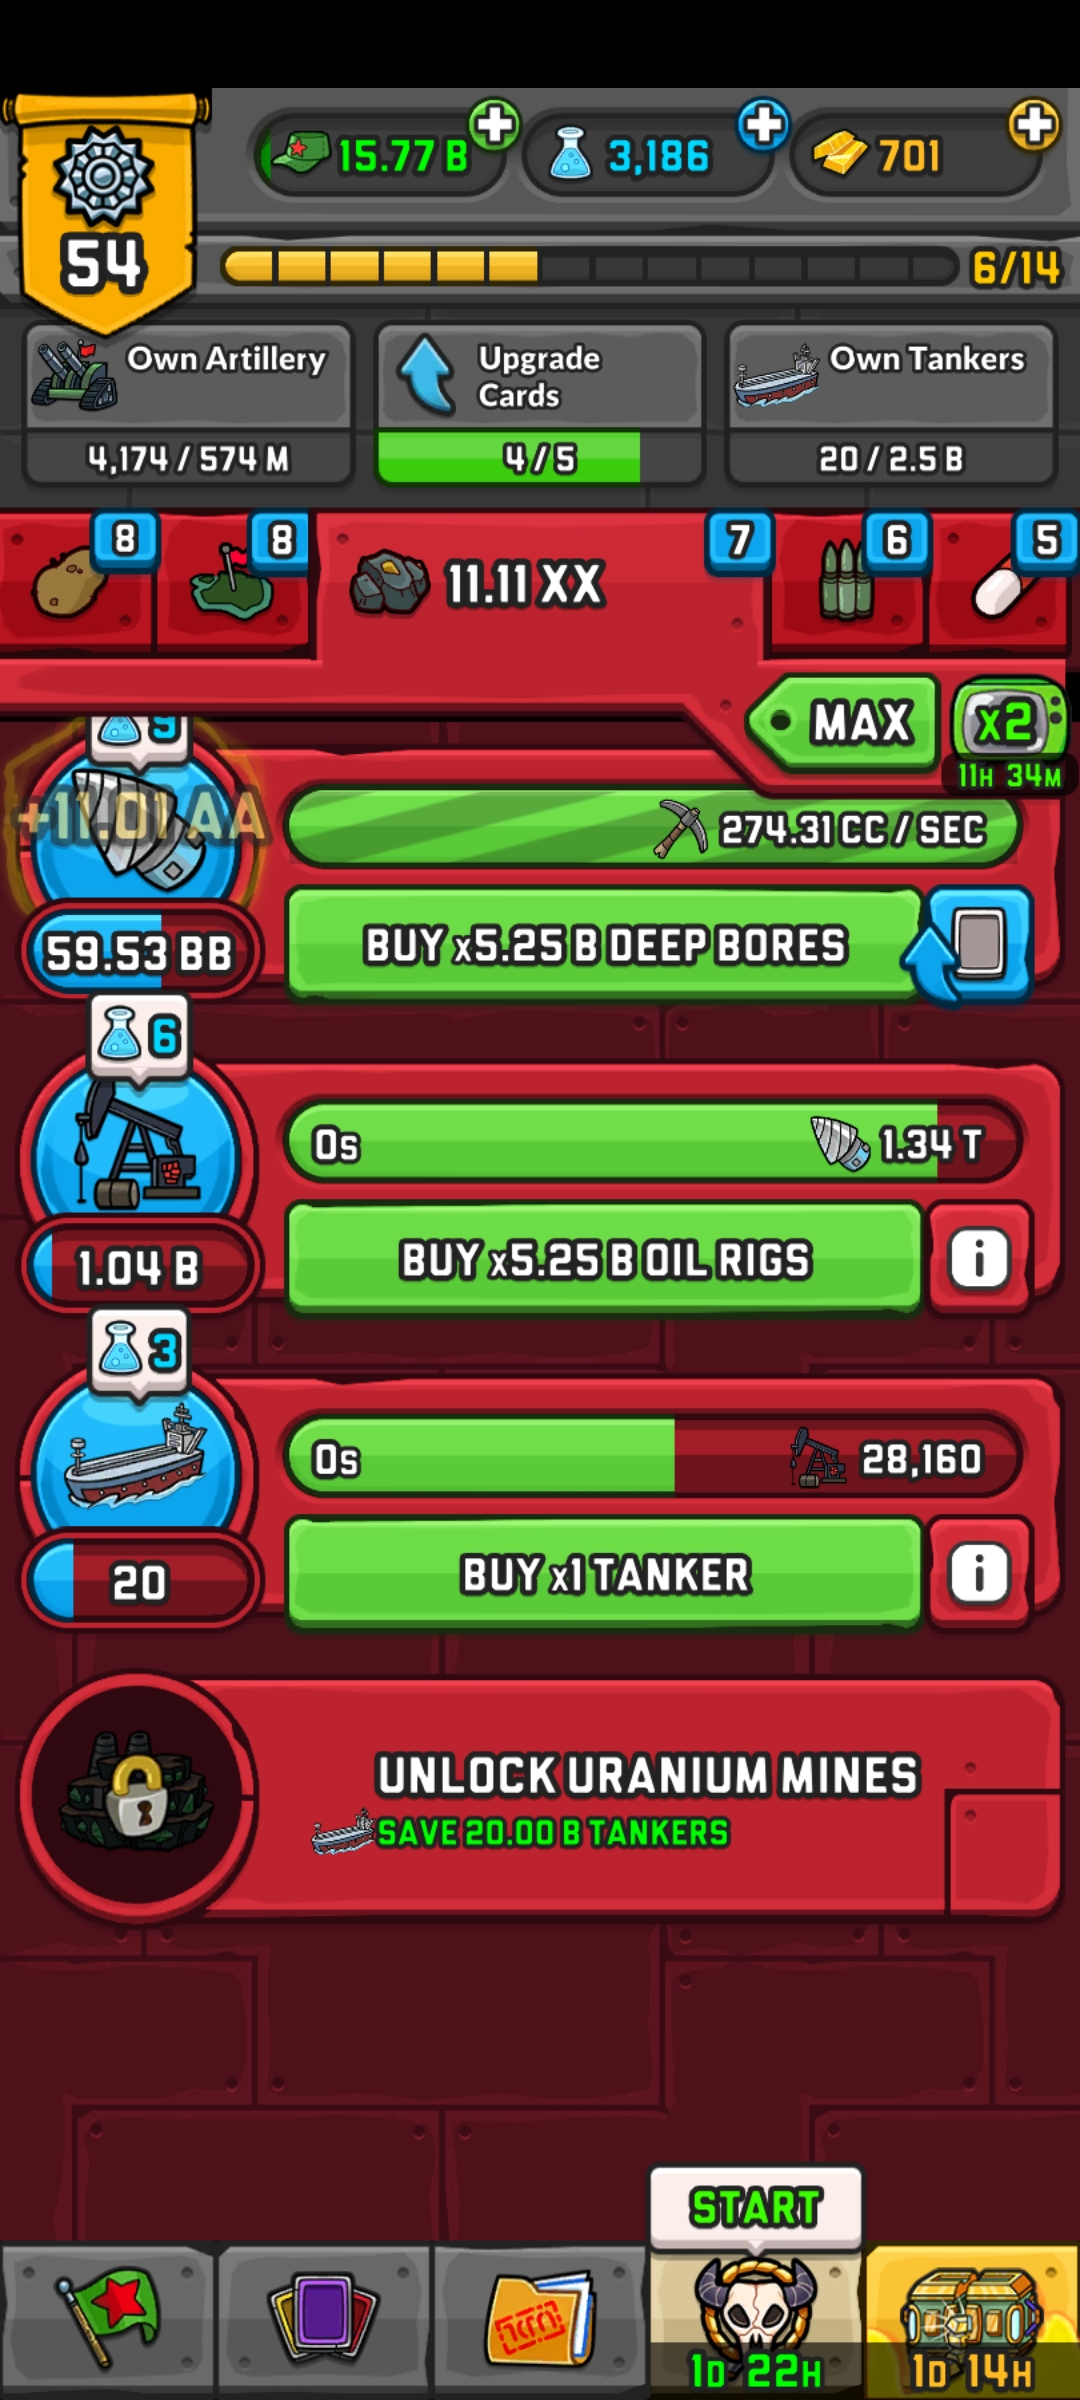 54
15.77 B
3,186
701
6/14
Own Artillery
4,174 / 574 M
Upgrade
Cards
4 / 5
Own Tankers
20 / 2.5 B
8
8
11.11 XX
7
6
5
MAX
x2
11H 34M
9
+11.01 AA
274.31 CC / SEC
59.53 BB
BUY x5.25 B DEEP BORES
6
0s
1.34 T
1.04 B
BUY x5.25 B OIL RIGS
i
3
0s
28,160
20
BUY x1 TANKER
i
UNLOCK URANIUM MINES
SAVE 20.00 B TANKERS
START
1D 22H
1D 14H